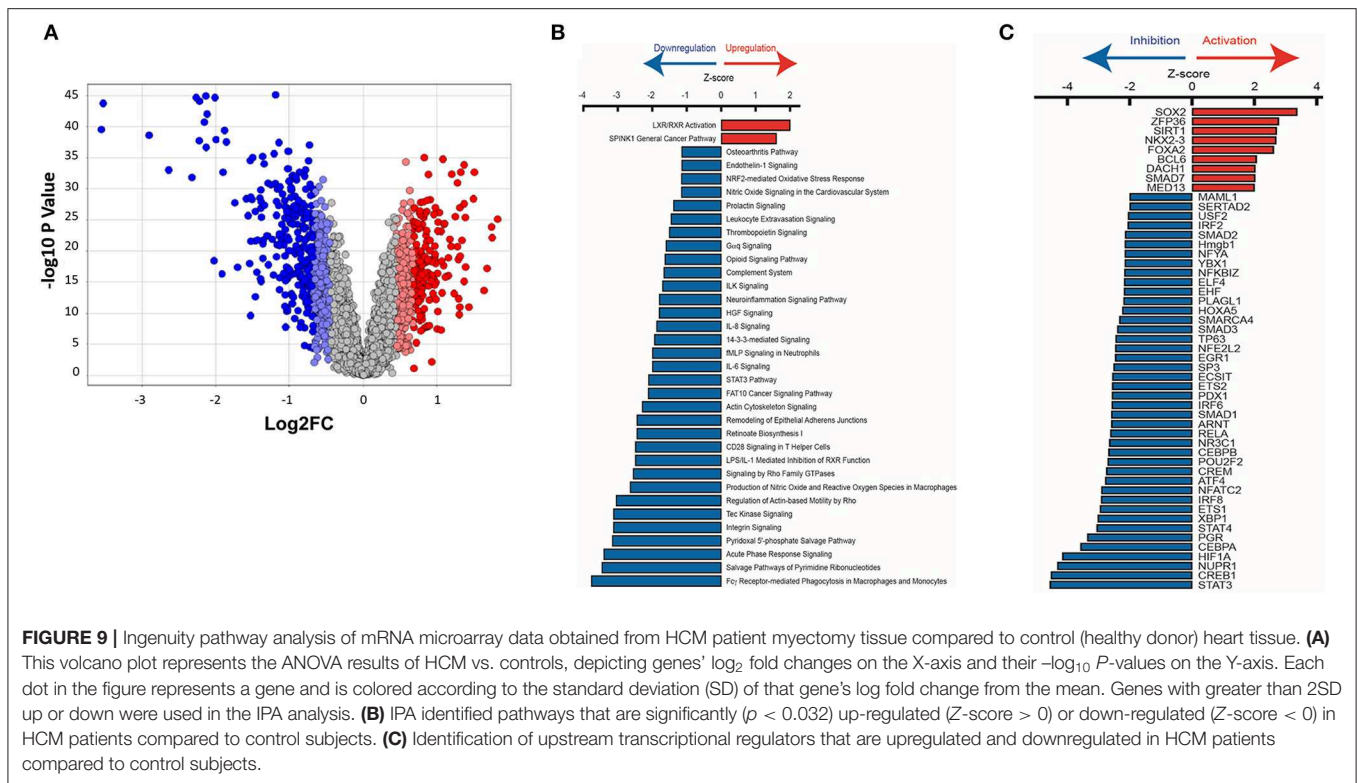 A
-log10 P Value
45
40
35
30
25
20
15
10
5
0
-3 -2 -1 0 1
Log2FC
B
Downregulation Upregulation
Z-score
-4 -3 -2 -1 0 1 2
LXR/RXR Activation
SPINK1 General Cancer Pathway
Osteoarthritis Pathway
Endothelin-1 Signaling
NRF2-mediated Oxidative Stress Response
Nitric Oxide Signaling in the Cardiovascular System
Prolactin Signaling
Leukocyte Extravasation Signaling
Thrombopoietin Signaling
Gαq Signaling
Opioid Signaling Pathway
Complement System
ILK Signaling
Neuroinflammation Signaling Pathway
HGF Signaling
IL-8 Signaling
14-3-3-mediated Signaling
fMLP Signaling in Neutrophils
IL-6 Signaling
STAT3 Pathway
FAT10 Cancer Signaling Pathway
Actin Cytoskeleton Signaling
Remodeling of Epithelial Adherens Junctions
Retinoate Biosynthesis I
CD28 Signaling in T Helper Cells
LPS/IL-1 Mediated Inhibition of RXR Function
Signaling by Rho Family GTPases
Production of Nitric Oxide and Reactive Oxygen Species in Macrophages
Regulation of Actin-based Motility by Rho
Tec Kinase Signaling
Integrin Signaling
Pyridoxal 5'-phosphate Salvage Pathway
Acute Phase Response Signaling
Salvage Pathways of Pyrimidine Ribonucleotides
Fcγ Receptor-mediated Phagocytosis in Macrophages and Monocytes
C
Inhibition Activation
Z-score
-4 -2 0 2 4
SOX2
ZFP36
SIRT1
NKX2-3
FOXA2
BCL6
DACH1
SMAD7
MED13
MAML1
SERTAD2
USF2
IRF2
SMAD2
Hmgb1
NFYA
YBX1
NFKBIZ
ELF4
EHF
PLAGL1
HOXA5
SMARCA4
SMAD3
TP63
NFE2L2
EGR1
SP3
ECSIT
ETS2
PDX1
IRF6
SMAD1
ARNT
RELA
NR3C1
CEBPB
POU2F2
CREM
ATF4
NFATC2
IRF8
ETS1
XBP1
STAT4
PGR
CEBPA
HIF1A
NUPR1
CREB1
STAT3
FIGURE 9 | Ingenuity pathway analysis of mRNA microarray data obtained from HCM patient myectomy tissue compared to control (healthy donor) heart tissue. (A)
This volcano plot represents the ANOVA results of HCM vs. controls, depicting genes' log2 fold changes on the X-axis and their –log10 P-values on the Y-axis. Each
dot in the figure represents a gene and is colored according to the standard deviation (SD) of that gene's log fold change from the mean. Genes with greater than 2SD
up or down were used in the IPA analysis. (B) IPA identified pathways that are significantly (p < 0.032) up-regulated (Z-score > 0) or down-regulated (Z-score < 0) in
HCM patients compared to control subjects. (C) Identification of upstream transcriptional regulators that are upregulated and downregulated in HCM patients
compared to control subjects.